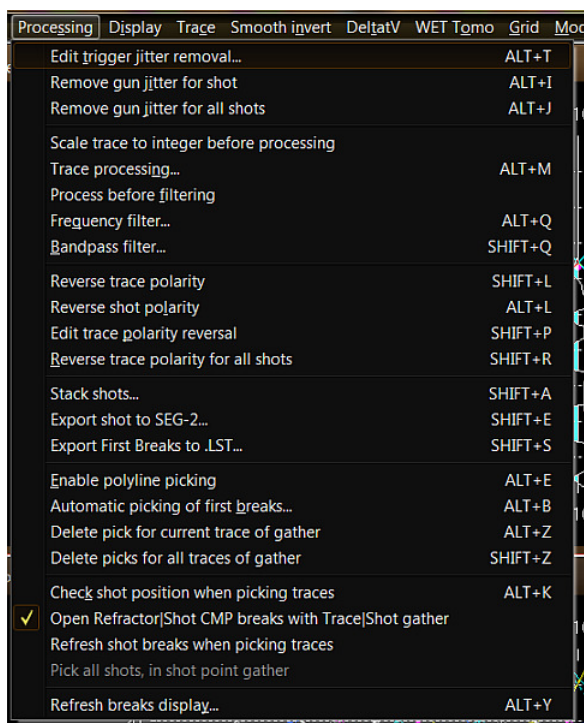 Processing Display Trace Smooth invert DeltatV WET Tomo Grid
Edit trigger jitter removal... ALT+T
Remove gun jitter for shot ALT+I
Remove gun jitter for all shots ALT+J
Scale trace to integer before processing
Trace processing... ALT+M
Process before filtering
Frequency filter... ALT+Q
Bandpass filter... SHIFT+Q
Reverse trace polarity SHIFT+L
Reverse shot polarity ALT+L
Edit trace polarity reversal SHIFT+P
Reverse trace polarity for all shots SHIFT+R
Stack shots... SHIFT+A
Export shot to SEG-2... SHIFT+E
Export First Breaks to .LST... SHIFT+S
Enable polyline picking ALT+E
Automatic picking of first breaks... ALT+B
Delete pick for current trace of gather ALT+Z
Delete picks for all traces of gather SHIFT+Z
Check shot position when picking traces ALT+K
Open Refractor|Shot CMP breaks with Trace|Shot gather
Refresh shot breaks when picking traces
Pick all shots, in shot point gather
Refresh breaks display... ALT+Y